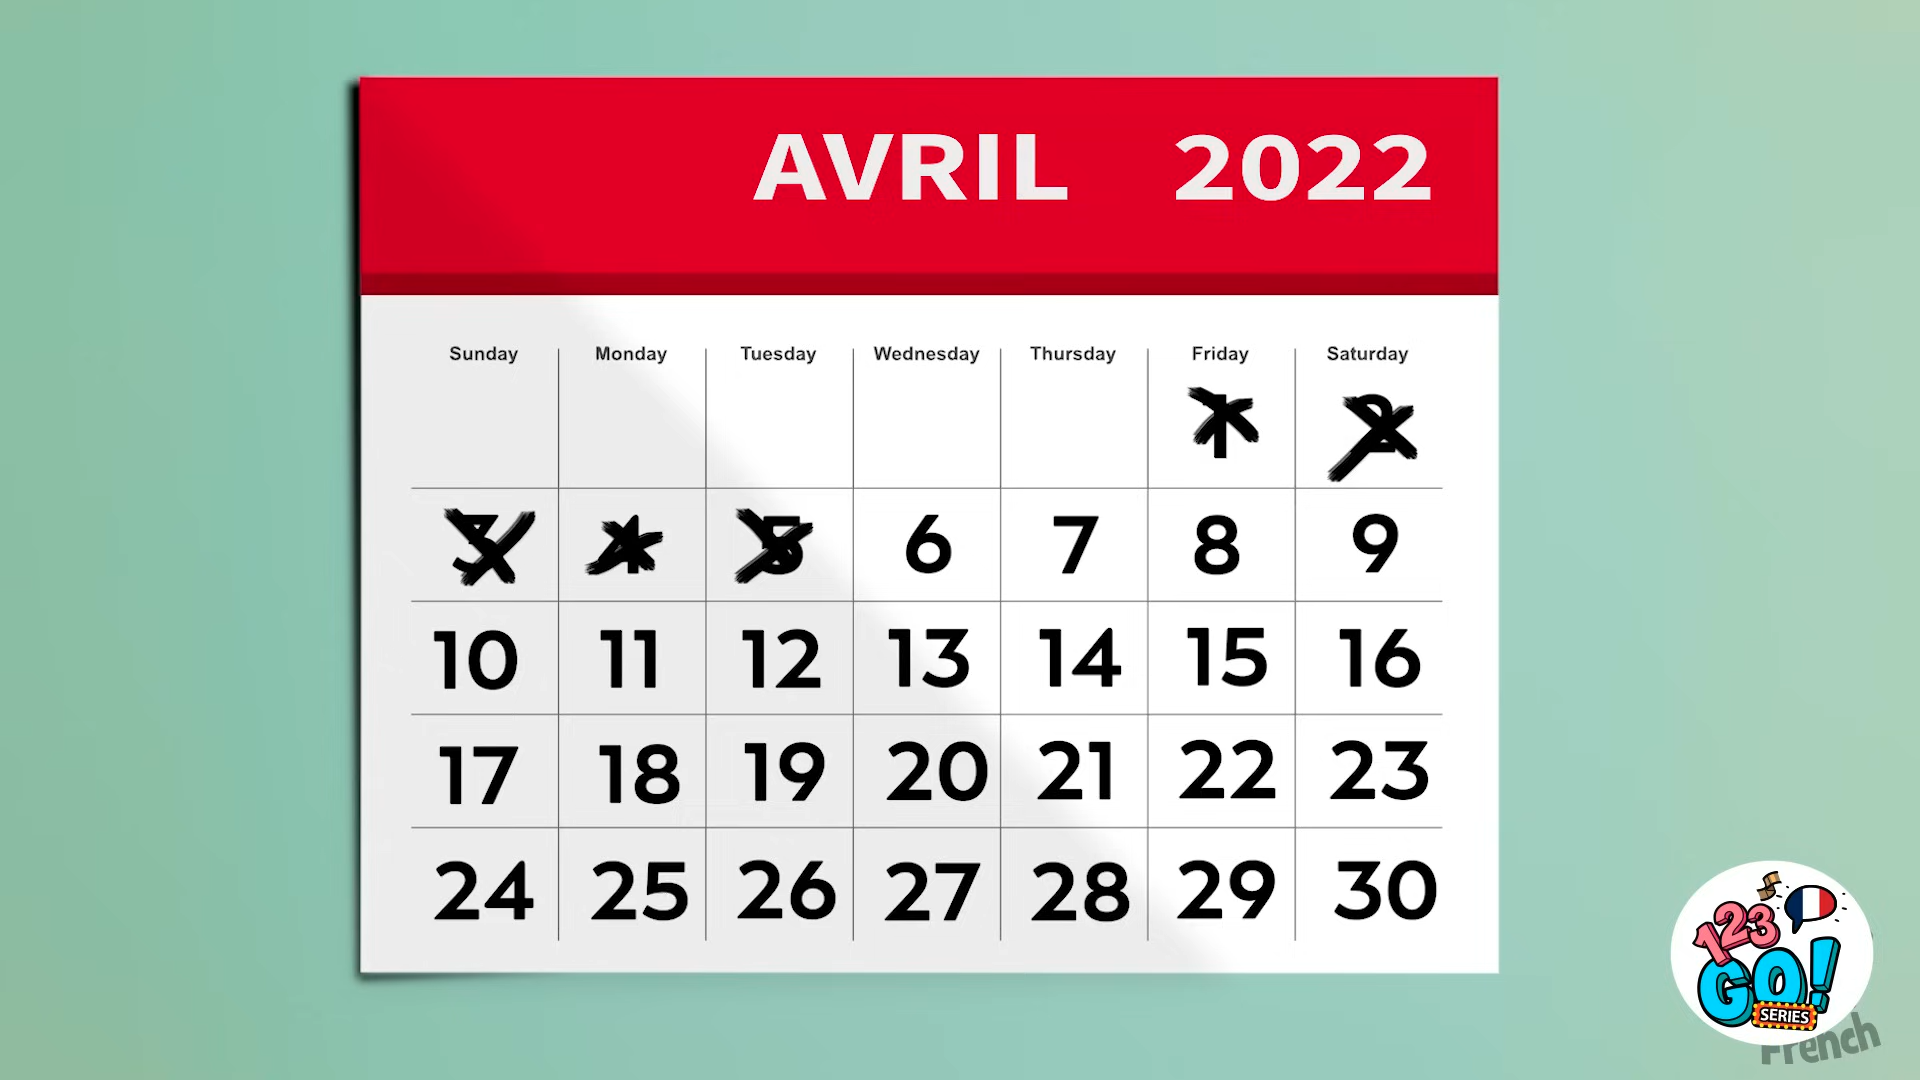 AVRIL 2022
Sunday Monday Tuesday Wednesday Thursday Friday Saturday
1 2
3 4 5 6 7 8 9
10 11 12 13 14 15 16
17 18 19 20 21 22 23
24 25 26 27 28 29 30
123
GO!
SERIES
French